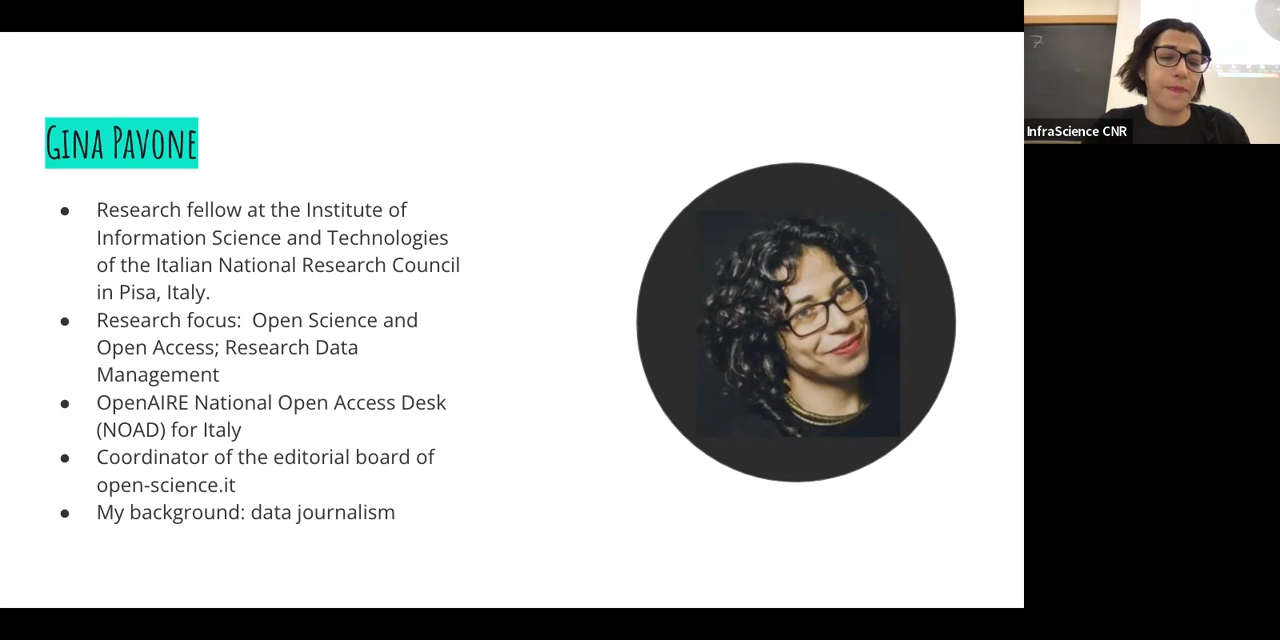 Gina Pavone
● Research fellow at the Institute of
Information Science and Technologies
of the Italian National Research Council
in Pisa, Italy.
● Research focus:  Open Science and
Open Access; Research Data
Management
● OpenAIRE National Open Access Desk
(NOAD) for Italy
● Coordinator of the editorial board of
open-science.it
● My background: data journalism
7
InfraScience CNR